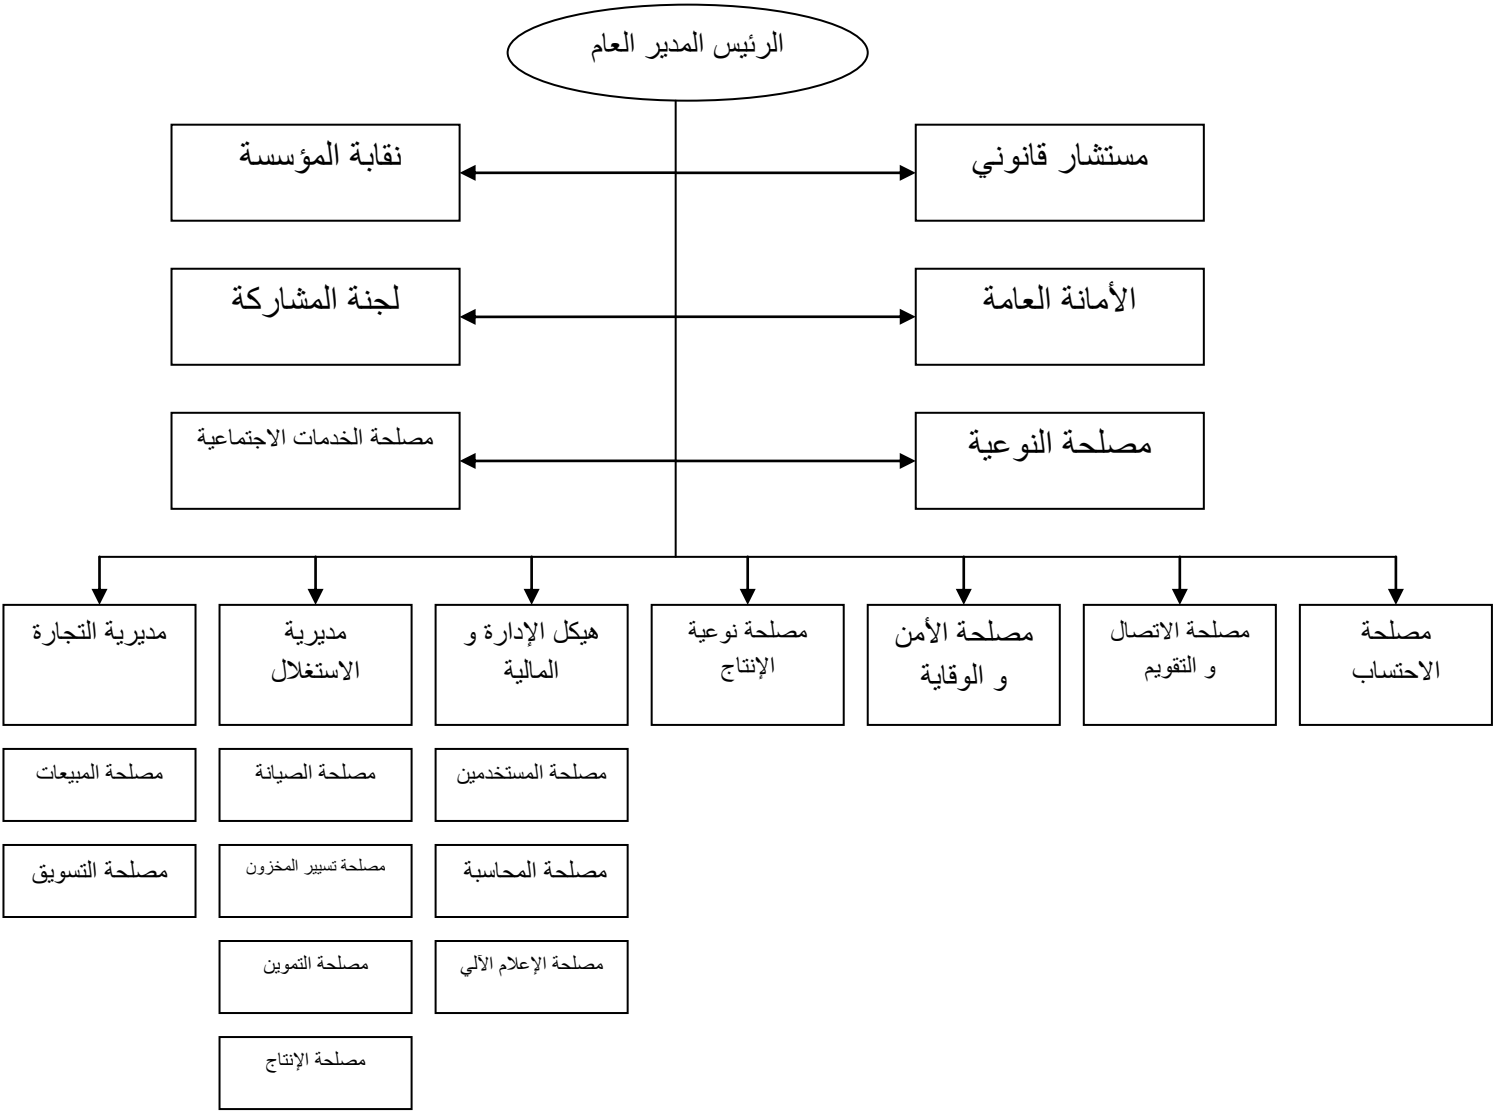 الرئيس المدير العام
مستشار قانوني
نقابة المؤسسة
الأمانة العامة
لجنة المشاركة
مصلحة النوعية
مصلحة الخدمات الاجتماعية
مصلحة
الاحتساب
مصلحة الاتصال
و التقويم
مصلحة الأمن
و الوقاية
مصلحة نوعية
الإنتاج
هيكل الإدارة و
المالية
مديرية
الاستغلال
مديرية التجارة
مصلحة المستخدمين
مصلحة الصيانة
مصلحة المبيعات
مصلحة المحاسبة
مصلحة تسيير المخزون
مصلحة التسويق
مصلحة الإعلام الآلي
مصلحة التموين
مصلحة الإنتاج